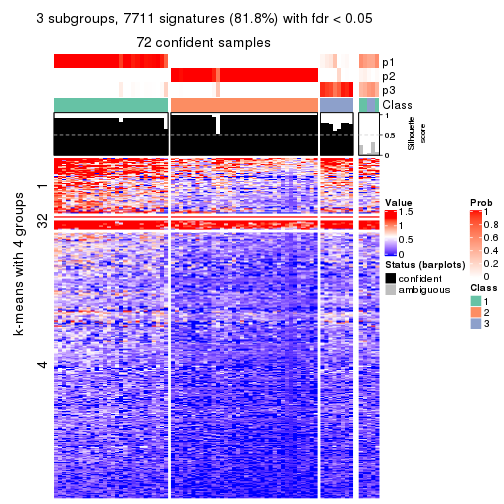 3 subgroups, 7711 signatures (81.8%) with fdr < 0.05
72 confident samples
p1
p2
p3
Class
1
0.5
0
Silhouette
score
k-means with 4 groups
1
32
4
Value
1.5
1
0.5
0
Status (barplots)
confident
ambiguous
Prob
1
0.8
0.6
0.4
0.2
0
Class
1
2
3